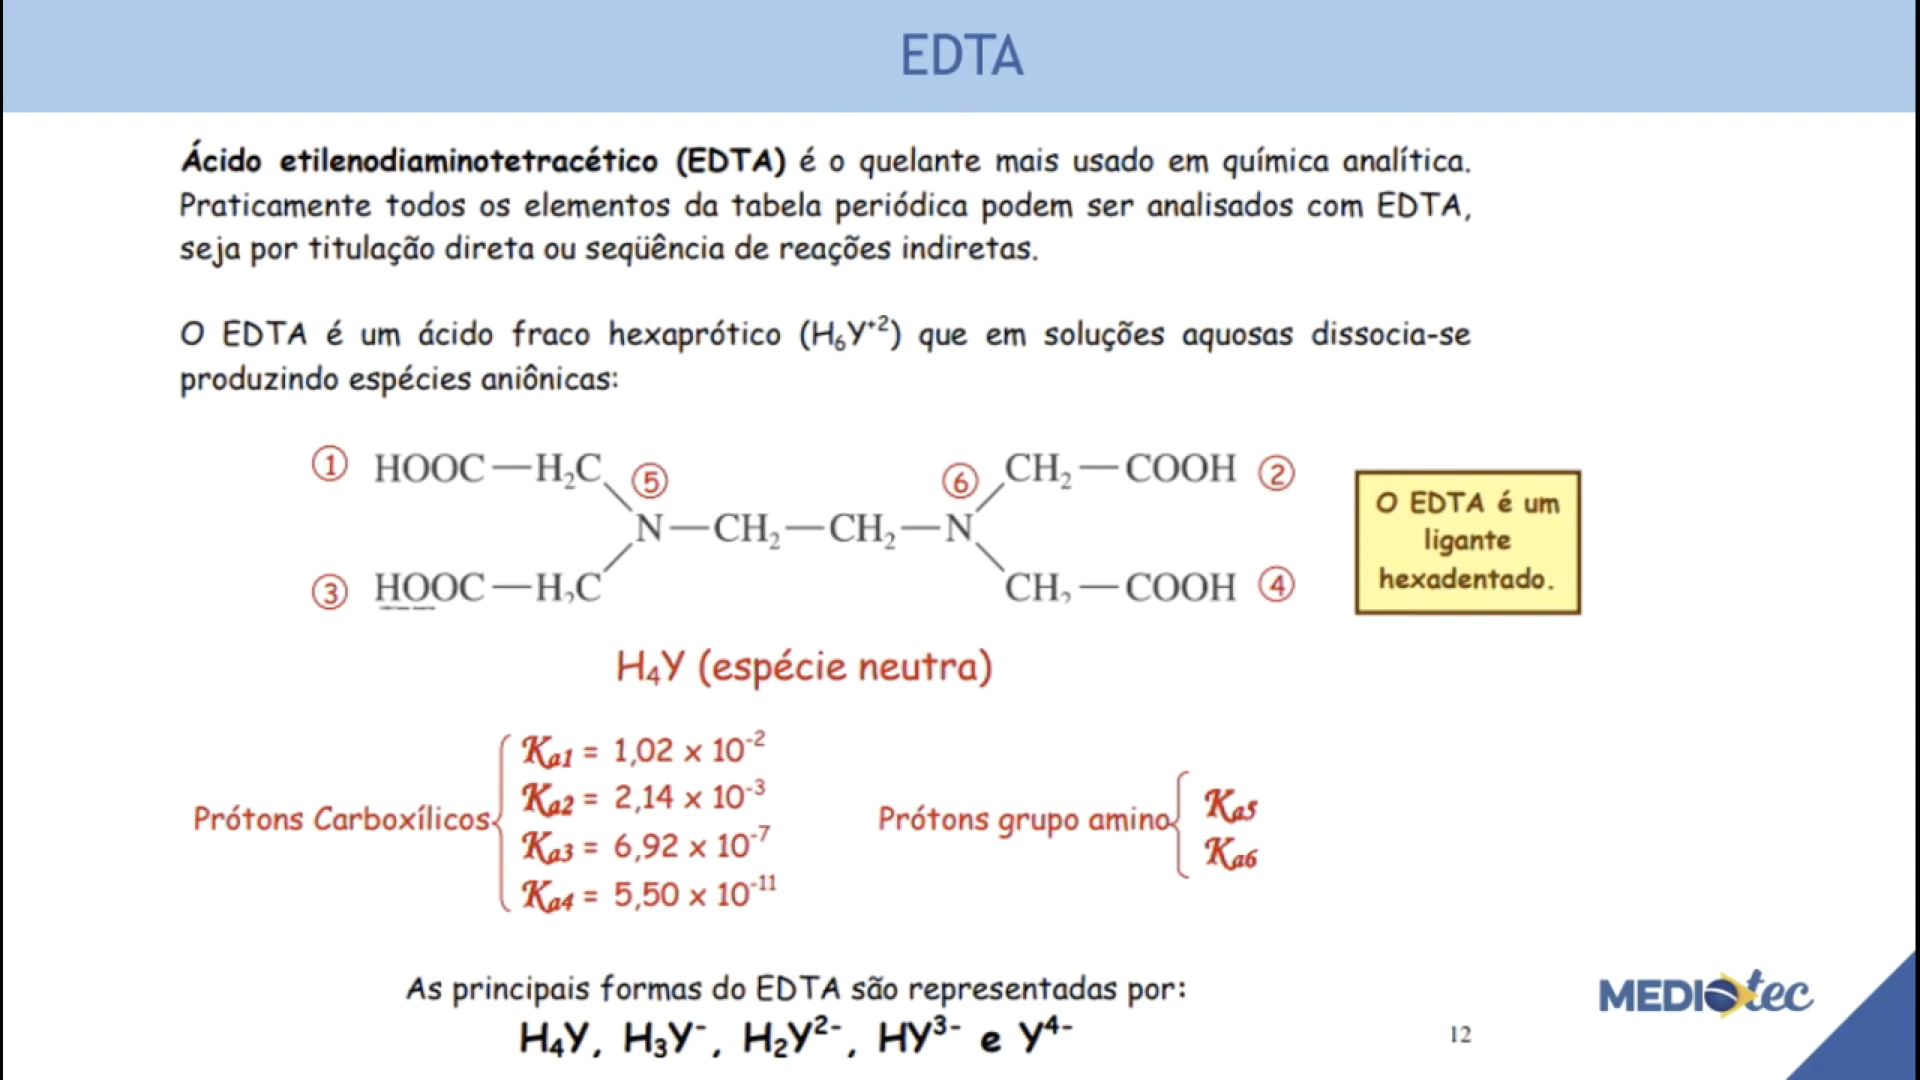 EDTA
Ácido etilenodiaminotetracético (EDTA) é o quelante mais usado em química analítica.
Praticamente todos os elementos da tabela periódica podem ser analisados com EDTA,
seja por titulação direta ou seqüência de reações indiretas.
O EDTA é um ácido fraco hexaprótico (H₆Y⁺²) que em soluções aquosas dissocia-se
produzindo espécies aniônicas:
① HOOC—H₂C ⑤ ⑥ CH₂—COOH ②
N—CH₂—CH₂—N
③ HOOC—H₂C CH₂—COOH ④
O EDTA é um
ligante
hexadentado.
H₄Y (espécie neutra)
Prótons Carboxílicos
Ka1 = 1,02 x 10⁻²
Ka2 = 2,14 x 10⁻³
Ka3 = 6,92 x 10⁻⁷
Ka4 = 5,50 x 10⁻¹¹
Prótons grupo amino
Ka5
Ka6
As principais formas do EDTA são representadas por:
H₄Y, H₃Y⁻, H₂Y²⁻, HY³⁻ e Y⁴⁻
MEDIOtec
12